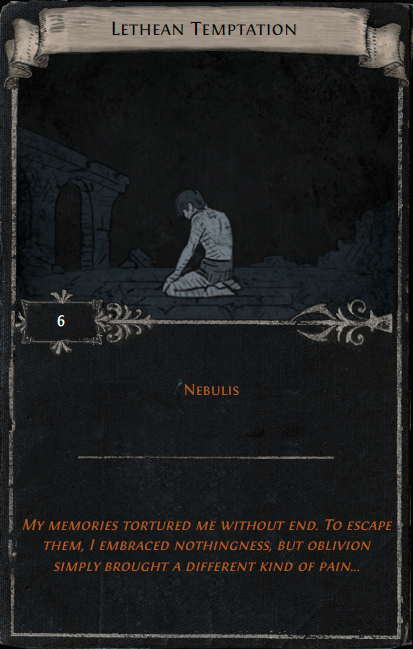 Lethean Temptation
6
Nebulis
My memories tortured me without end. To escape
them, I embraced nothingness, but oblivion
simply brought a different kind of pain...